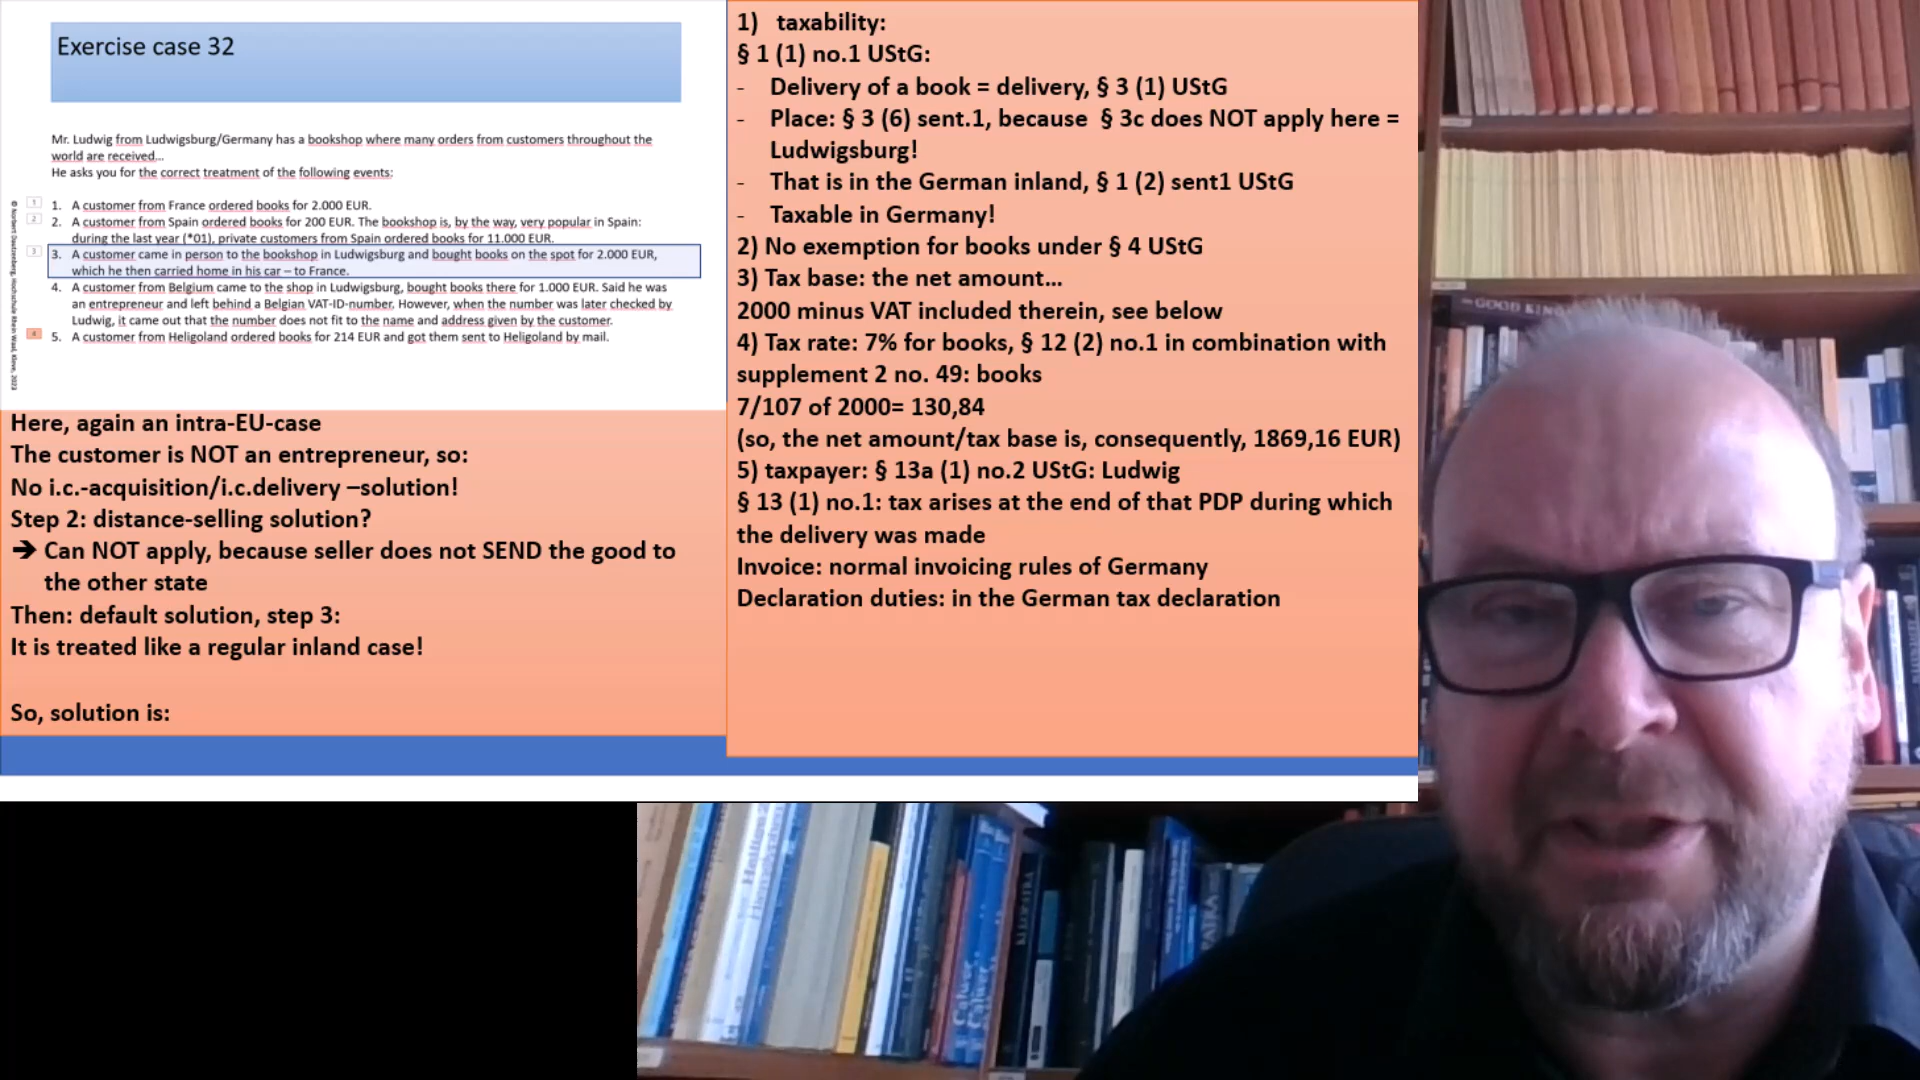 Exercise case 32
Mr. Ludwig from Ludwigsburg/Germany has a bookshop where many orders from customers throughout the
world are received...
He asks you for the correct treatment of the following events:
1. A customer from France ordered books for 2.000 EUR.
2. A customer from Spain ordered books for 200 EUR. The bookshop is, by the way, very popular in Spain:
during the last year (*01), private customers from Spain ordered books for 11.000 EUR.
3. A customer came in person to the bookshop in Ludwigsburg and bought books on the spot for 2.000 EUR,
which he then carried home in his car – to France.
4. A customer from Belgium came to the shop in Ludwigsburg, bought books there for 1.000 EUR. Said he was
an entrepreneur and left behind a Belgian VAT-ID-number. However, when the number was later checked by
Ludwig, it came out that the number does not fit to the name and address given by the customer.
5. A customer from Heligoland ordered books for 214 EUR and got them sent to Heligoland by mail.
1
2
3
4
Here, again an intra-EU-case
The customer is NOT an entrepreneur, so:
No i.c.-acquisition/i.c.delivery –solution!
Step 2: distance-selling solution?
➔ Can NOT apply, because seller does not SEND the good to
the other state
Then: default solution, step 3:
It is treated like a regular inland case!
So, solution is:
1) taxability:
§ 1 (1) no.1 UStG:
- Delivery of a book = delivery, § 3 (1) UStG
- Place: § 3 (6) sent.1, because § 3c does NOT apply here =
Ludwigsburg!
- That is in the German inland, § 1 (2) sent1 UStG
- Taxable in Germany!
2) No exemption for books under § 4 UStG
3) Tax base: the net amount...
2000 minus VAT included therein, see below
4) Tax rate: 7% for books, § 12 (2) no.1 in combination with
supplement 2 no. 49: books
7/107 of 2000= 130,84
(so, the net amount/tax base is, consequently, 1869,16 EUR)
5) taxpayer: § 13a (1) no.2 UStG: Ludwig
§ 13 (1) no.1: tax arises at the end of that PDP during which
the delivery was made
Invoice: normal invoicing rules of Germany
Declaration duties: in the German tax declaration
GOOD